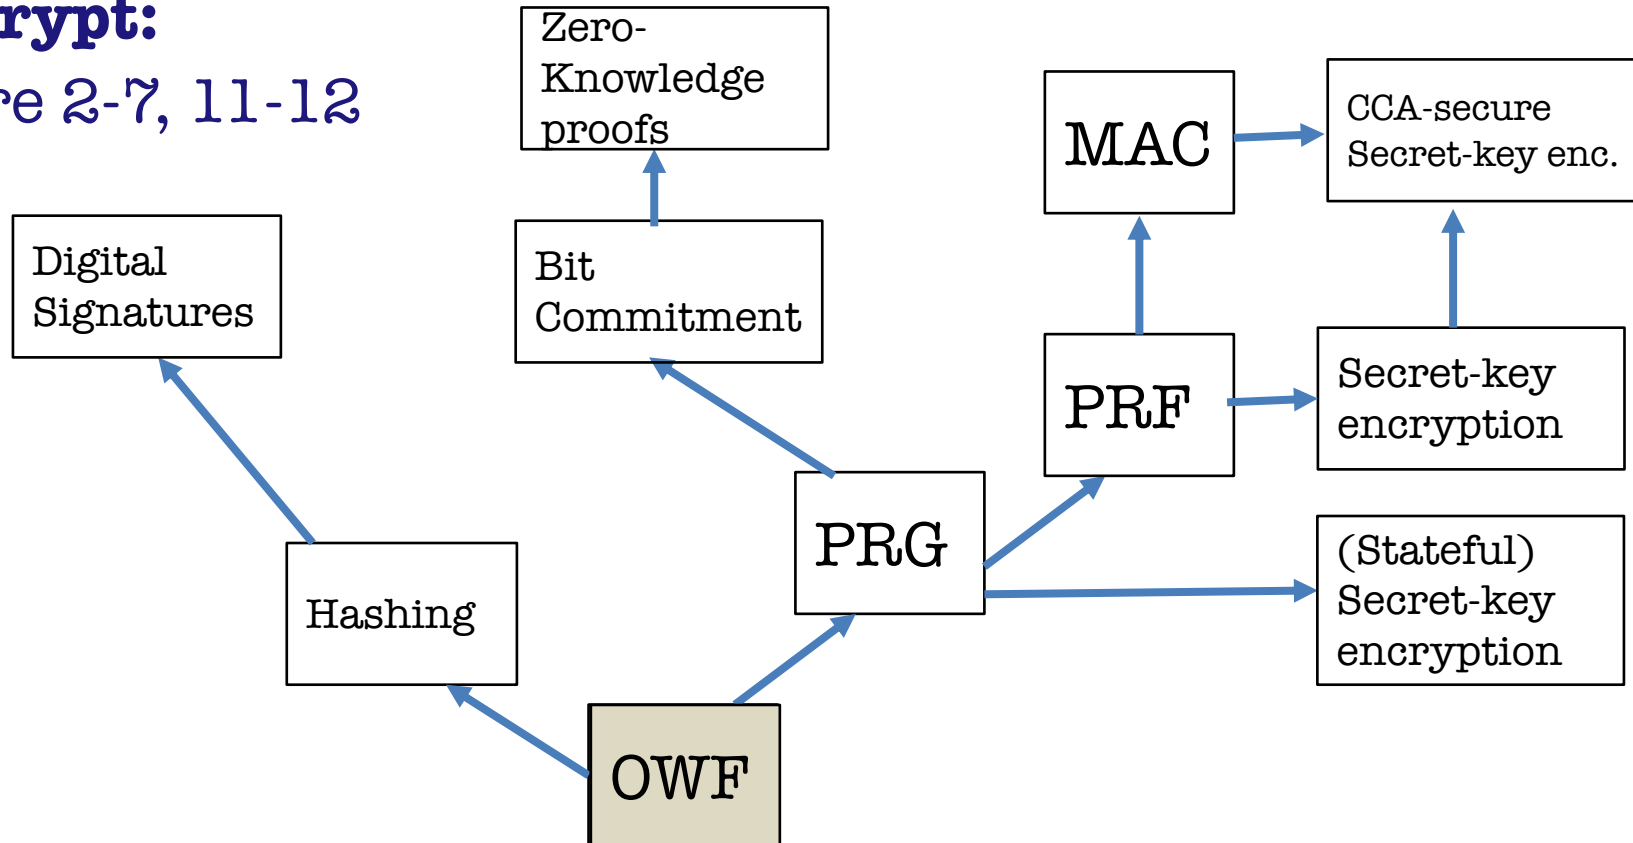 rypt:
re 2-7, 11-12
Zero-
Knowledge
proofs
MAC
CCA-secure
Secret-key enc.
Digital
Signatures
Bit
Commitment
PRF
Secret-key
encryption
PRG
(Stateful)
Secret-key
encryption
Hashing
OWF